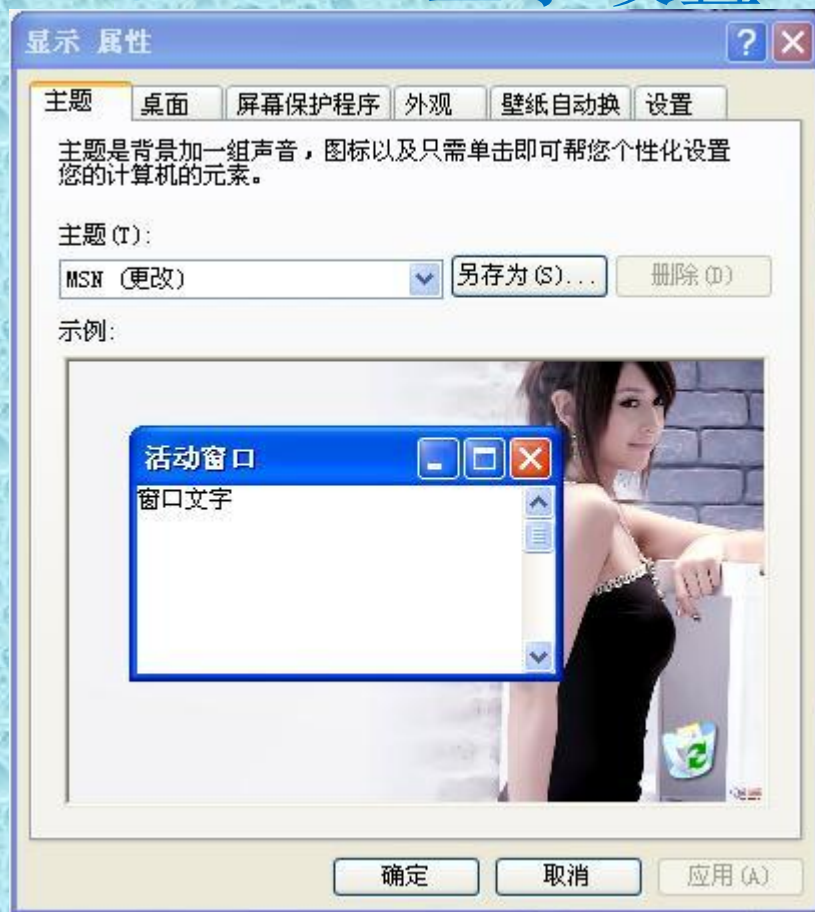 显示 属性
主题 桌面 屏幕保护程序 外观 壁纸自动换 设置
主题是背景加一组声音，图标以及只需单击即可帮您个性化设置
您的计算机的元素。
主题(T):
MSN (更改) 另存为(S)... 删除(D)
示例:
活动窗口
窗口文字
确定 取消 应用(A)